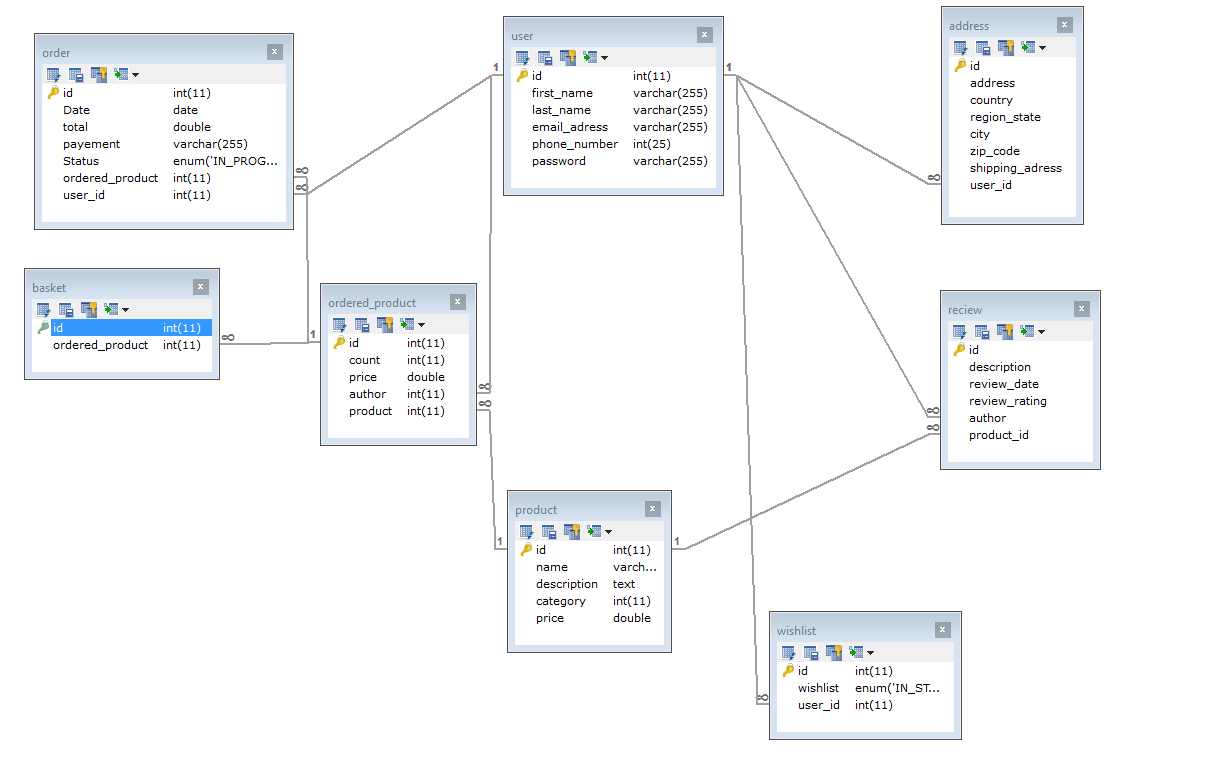 order
id int(11)
Date date
total double
payement varchar(255)
Status enum('IN_PROG...
ordered_product int(11)
user_id int(11)
user
id int(11)
first_name varchar(255)
last_name varchar(255)
email_adress varchar(255)
phone_number int(25)
password varchar(255)
address
id
address
country
region_state
city
zip_code
shipping_adress
user_id
basket
id int(11)
ordered_product int(11)
ordered_product
id int(11)
count int(11)
price double
author int(11)
product int(11)
reciew
id
description
review_date
review_rating
author
product_id
product
id int(11)
name varch...
description text
category int(11)
price double
wishlist
id int(11)
wishlist enum('IN_ST...
user_id int(11)
1
1
1
1
1
∞
∞
∞
∞
∞
∞
∞
∞
∞